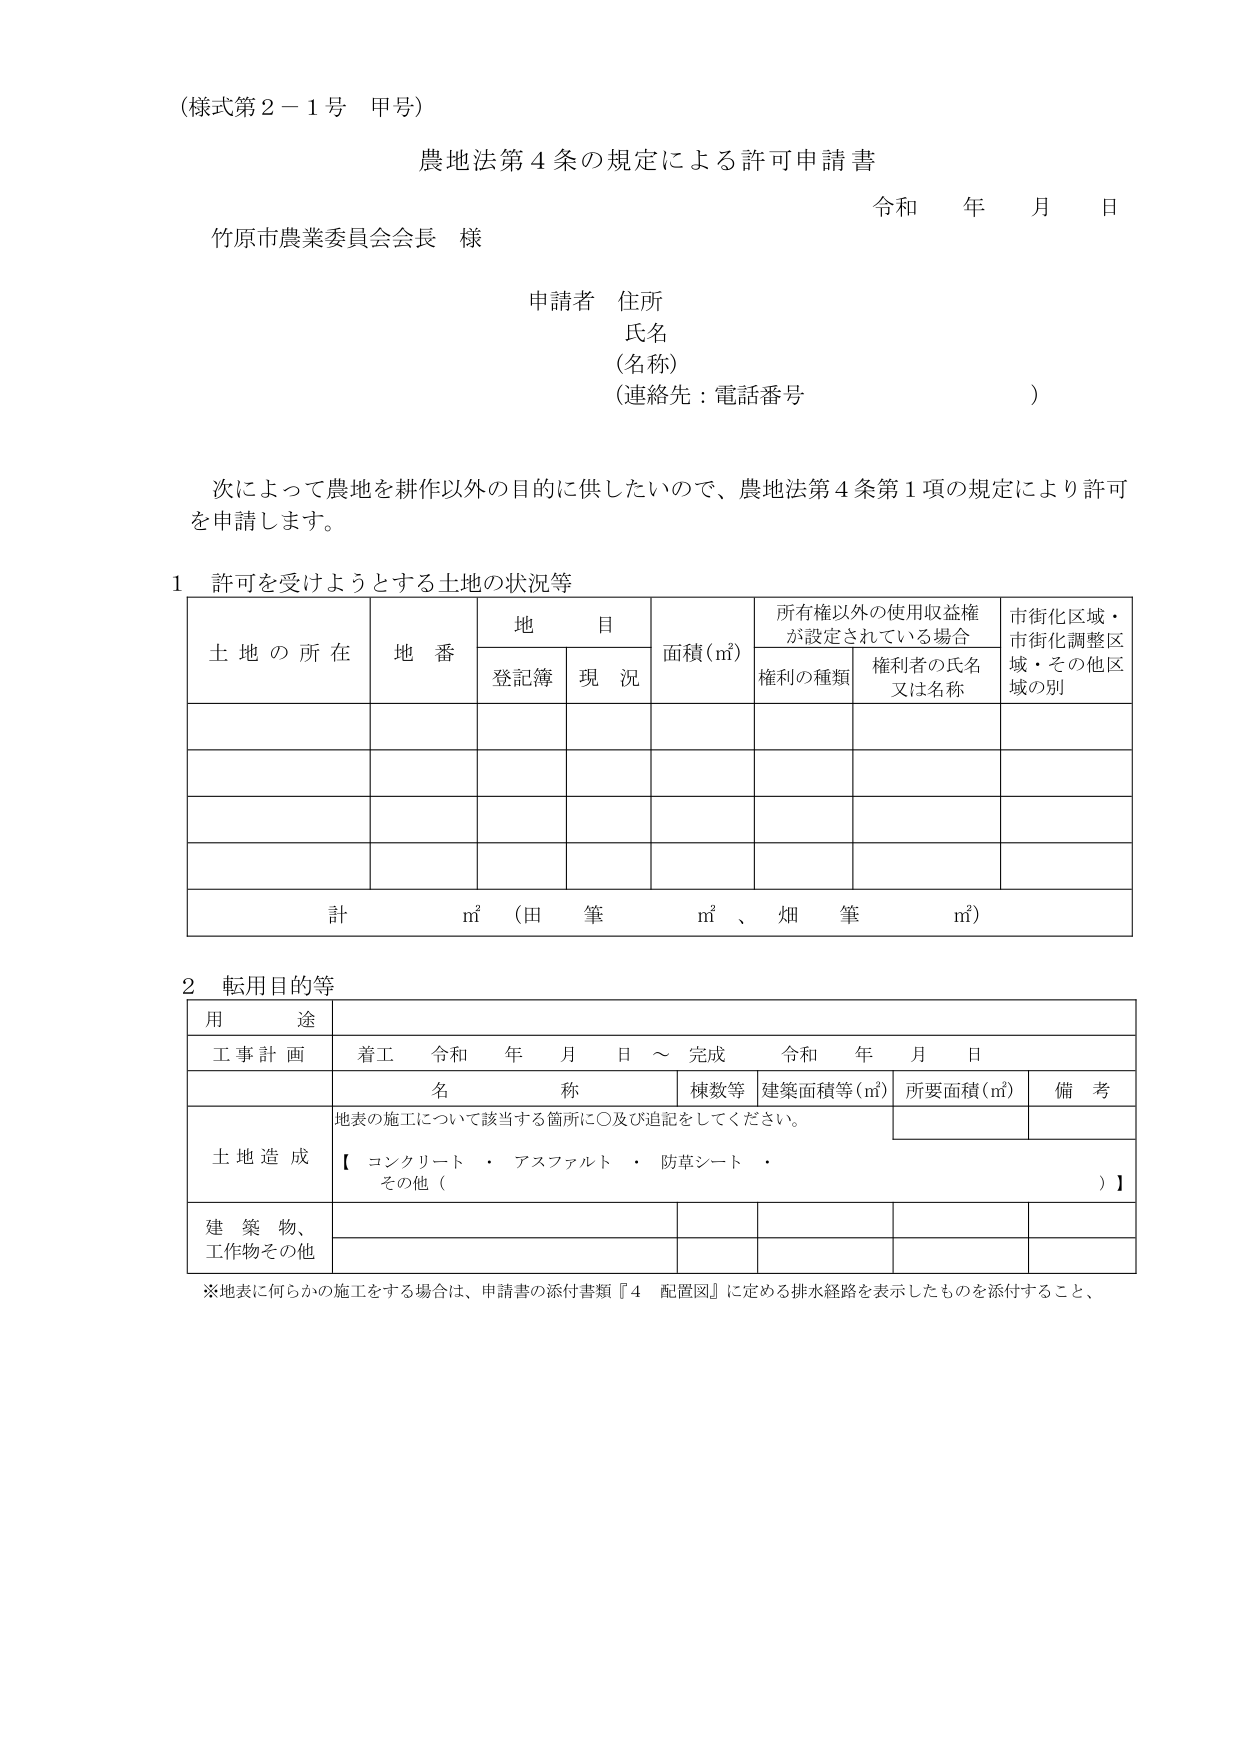 （様式第２－１号　甲号）
農地法第４条の規定による許可申請書
令和　　年　　月　　日
竹原市農業委員会会長　様
申請者　住所
氏名
（名称）
（連絡先：電話番号　　　　　　　　　　）
次によって農地を耕作以外の目的に供したいので、農地法第４条第１項の規定により許可
を申請します。
１　許可を受けようとする土地の状況等
土地の所在　地　番　地　　目　面積（㎡）　所有権以外の使用収益権
が設定されている場合　市街化区域・
市街化調整区
域・その他区
域の別
登記簿　現　況　権利の種類　権利者の氏名
又は名称
計　　　　　　㎡　（田　　筆　　　　　㎡　、　畑　　筆　　　　　㎡）
２　転用目的等
用　　　途
工事計画　着工　令和　　年　　月　　日　～　完成　　令和　　年　　月　　日
名　　　　　　称　棟数等　建築面積等（㎡）　所要面積（㎡）　備　考
土地造成　地表の施工について該当する箇所に〇及び追記をしてください。
【　コンクリート　・　アスファルト　・　防草シート　・
その他（　　　　　　　　　　　　　　　　　　　　）】
建　築　物、
工作物その他
※地表に何らかの施工をする場合は、申請書の添付書類『４　配置図』に定める排水経路を表示したものを添付すること、